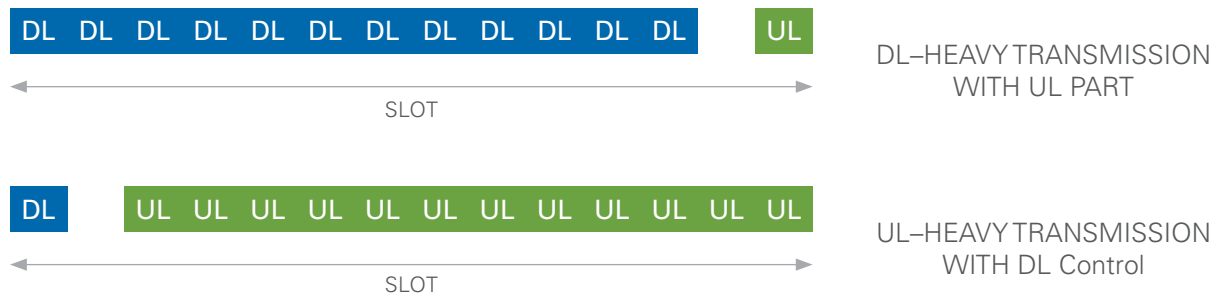 DL DL DL DL DL DL DL DL DL DL DL DL UL
SLOT
DL–HEAVY TRANSMISSION
WITH UL PART
DL UL UL UL UL UL UL UL UL UL UL UL UL
SLOT
UL–HEAVY TRANSMISSION
WITH DL Control